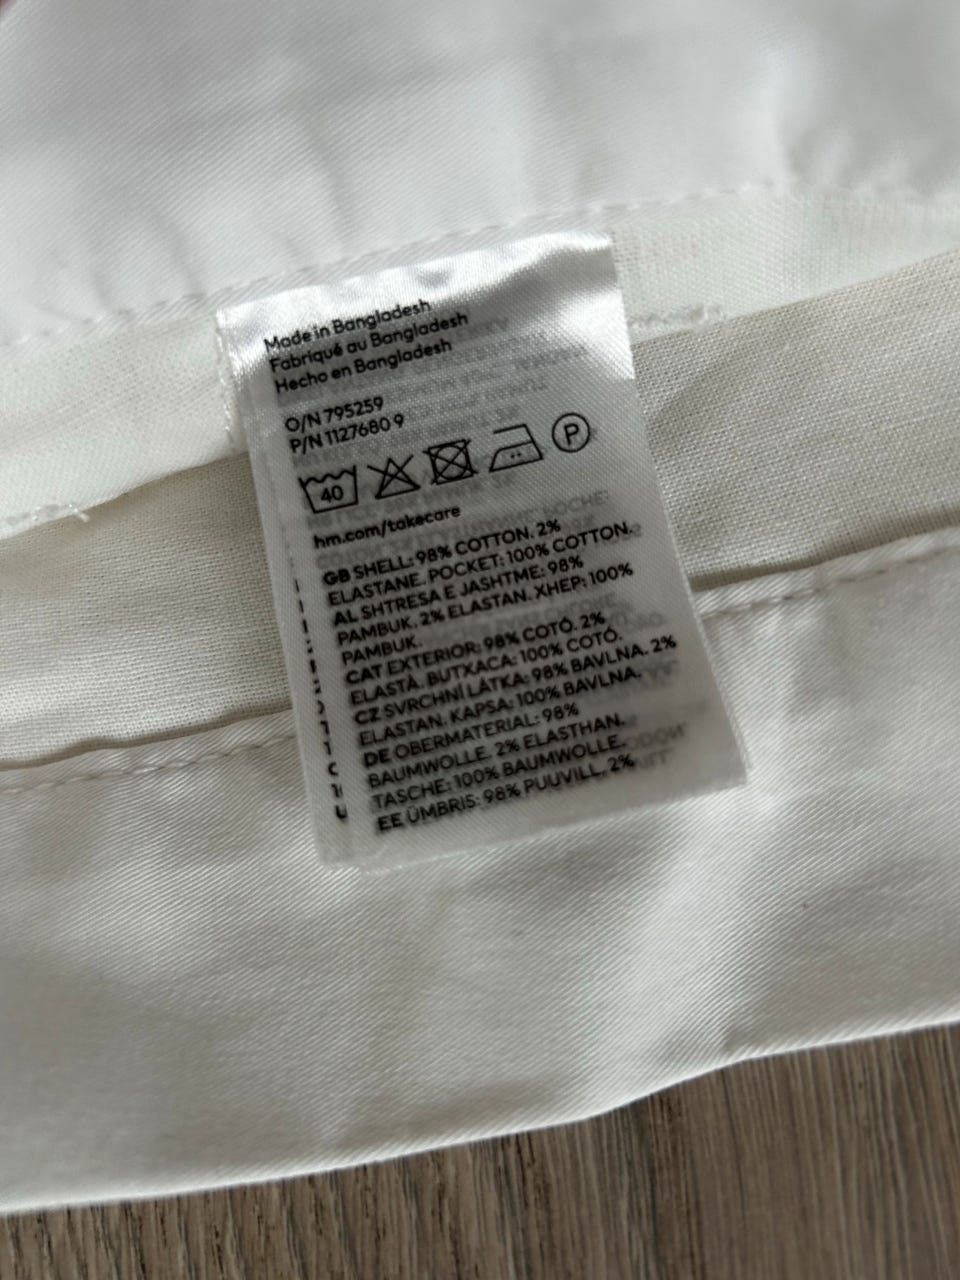 Made in Bangladesh
Fabriqué au Bangladesh
Hecho en Bangladesh
O/N 795259
P/N 1127680 9
40
P
hm.com/takecare
GB SHELL: 98% COTTON. 2%
ELASTANE. POCKET: 100% COTTON.
AL SHTRESA E JASHTME: 98%
PAMBUK, 2% ELASTAN. XHEP: 100%
PAMBUK.
CAT EXTERIOR: 98% COTÓ. 2%
ELASTÀ. BUTXACA: 100% COTÓ.
CZ SVRCHNÍ LÁTKA: 98% BAVLNA. 2%
ELASTAN. KAPSA: 100% BAVLNA.
DE OBERMATERIAL: 98%
BAUMWOLLE. 2% ELASTHAN.
TASCHE: 100% BAUMWOLLE.
EE ÜMBRIS: 98% PUUVILL. 2%